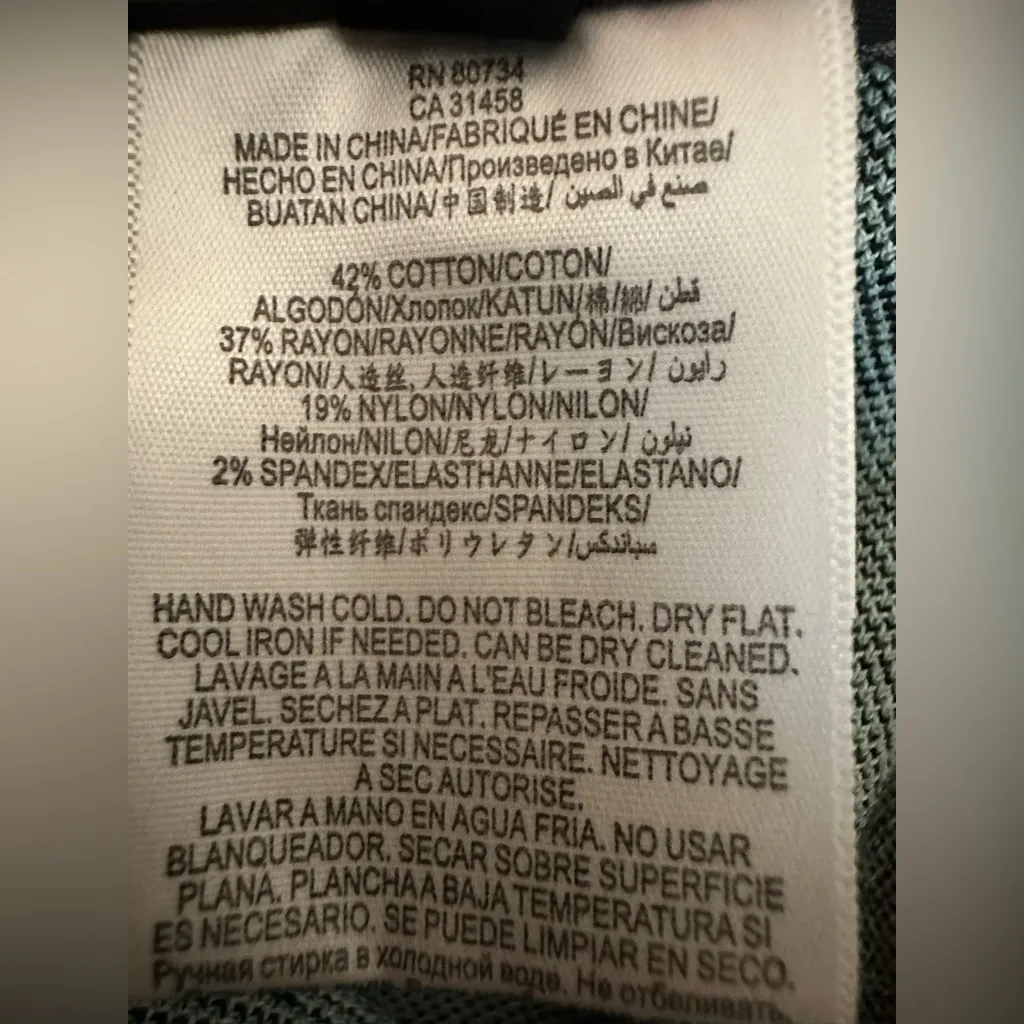 RN 80734
CA 31458
MADE IN CHINA/FABRIQUÉ EN CHINE/
HECHO EN CHINA/Произведено в Китае/
BUATAN CHINA/中国制造/ صنع في الصين
42% COTTON/COTON/
ALGODÓN/Хлопок/KATUN/棉/綿/ قطن
37% RAYON/RAYONNE/RAYÓN/Вискоза/
RAYON/人造丝, 人造纤维/レーヨン/ رايون
19% NYLON/NYLON/NILON/
Нейлон/NILON/尼龙/ナイロン/ نيلون
2% SPANDEX/ELASTHANNE/ELASTANO/
Ткань спандекс/SPANDEKS/
弹性纤维/ポリウレタン/سباندكس
HAND WASH COLD. DO NOT BLEACH. DRY FLAT.
COOL IRON IF NEEDED. CAN BE DRY CLEANED.
LAVAGE A LA MAIN A L'EAU FROIDE. SANS
JAVEL. SECHEZ A PLAT. REPASSER A BASSE
TEMPERATURE SI NECESSAIRE. NETTOYAGE
A SEC AUTORISE.
LAVAR A MANO EN AGUA FRIA. NO USAR
BLANQUEADOR. SECAR SOBRE SUPERFICIE
PLANA. PLANCHA A BAJA TEMPERATURA SI
ES NECESARIO. SE PUEDE LIMPIAR EN SECO.
Ручная стирка в холодной воде. Не отбеливать.